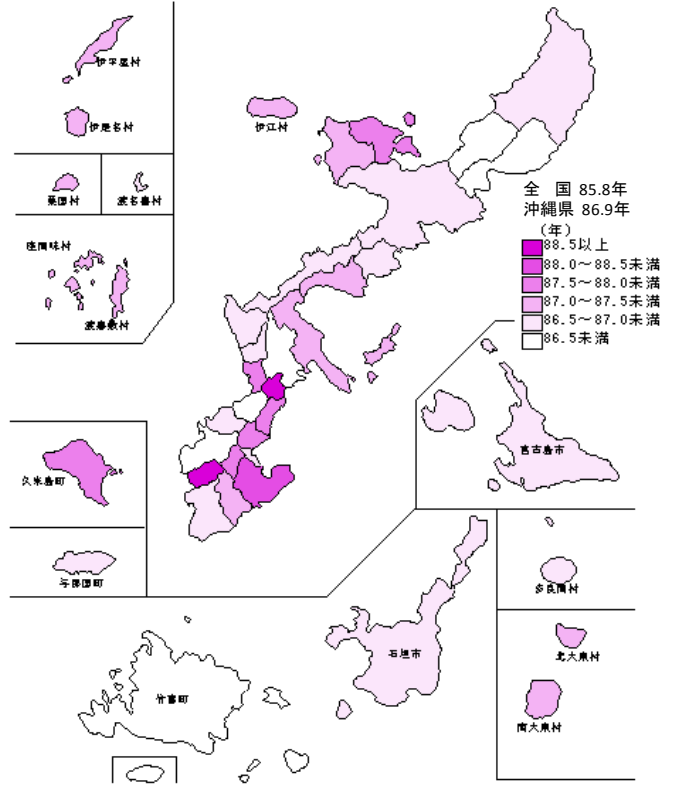 伊平屋村
伊是名村
伊江村
粟国村
渡名喜村
座間味村
渡嘉敷村
全　国 85.8年
沖縄県 86.9年
(年)
88.5以上
88.0～88.5未満
87.5～88.0未満
87.0～87.5未満
86.5～87.0未満
86.5未満
宮古島市
久米島町
与那国町
多良間村
石垣市
北大東村
竹富町
南大東村